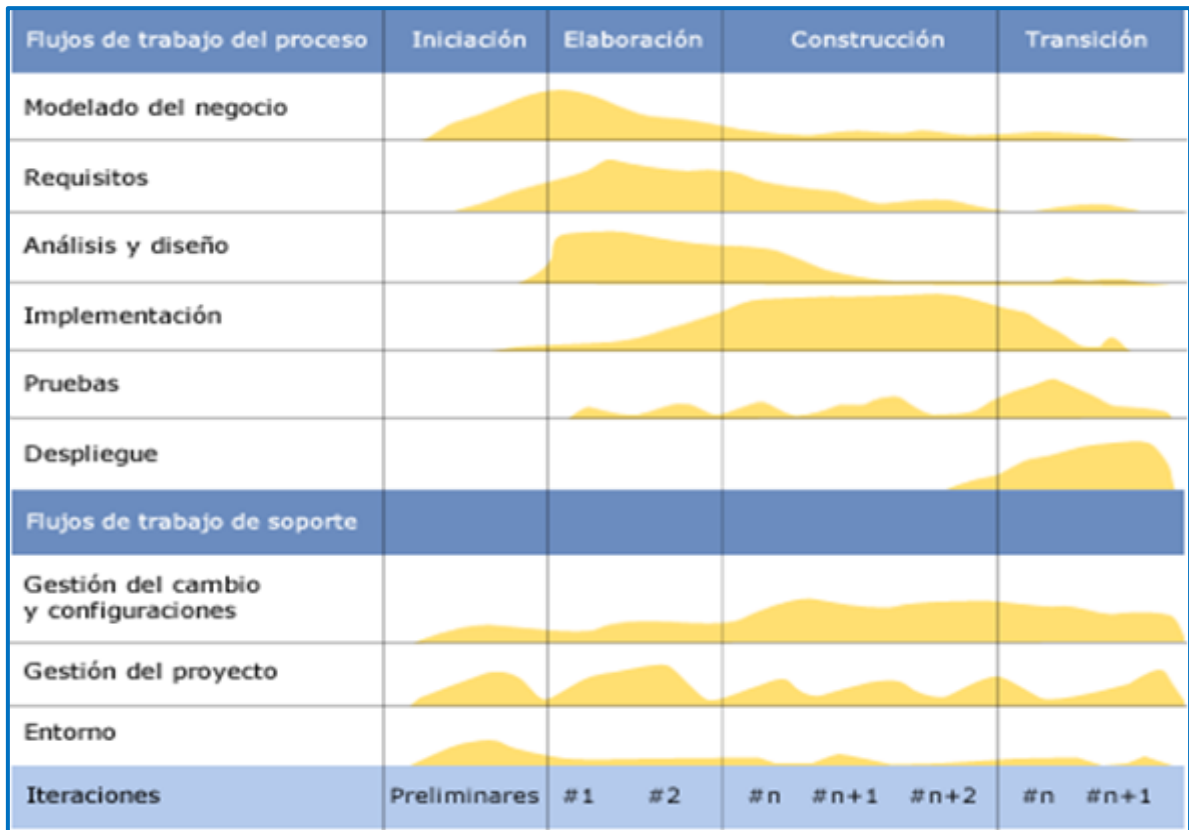 Flujos de trabajo del proceso Iniciación Elaboración Construcción Transición
Modelado del negocio
Requisitos
Análisis y diseño
Implementación
Pruebas
Despliegue
Flujos de trabajo de soporte
Gestión del cambio
y configuraciones
Gestión del proyecto
Entorno
Iteraciones Preliminares #1 #2 #n #n+1 #n+2 #n #n+1